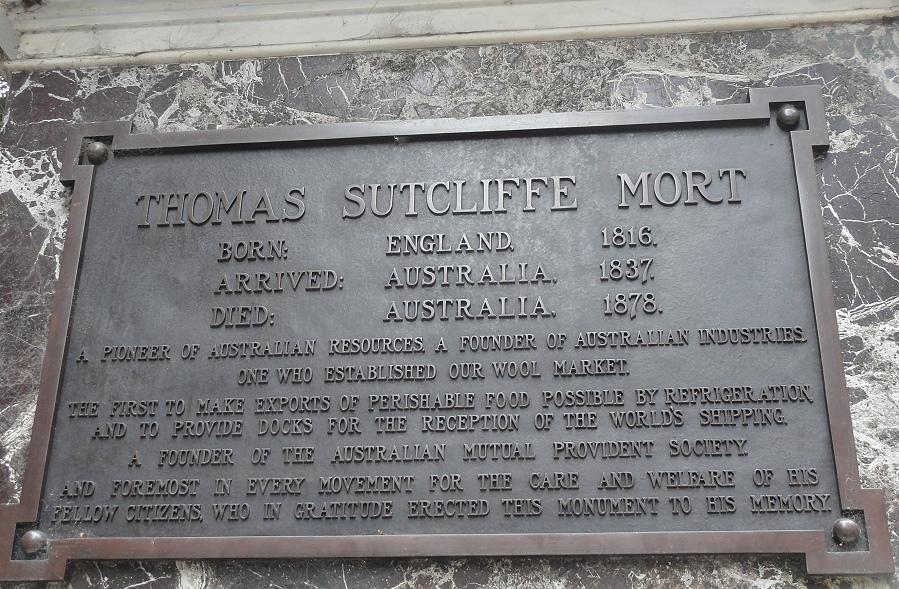 THOMAS SUTCLIFFE MORT
BORN: ENGLAND, 1816.
ARRIVED: AUSTRALIA, 1837.
DIED: AUSTRALIA, 1878.
A PIONEER OF AUSTRALIAN RESOURCES, A FOUNDER OF AUSTRALIAN INDUSTRIES.
ONE WHO ESTABLISHED OUR WOOL MARKET.
THE FIRST TO MAKE EXPORTS OF PERISHABLE FOOD POSSIBLE BY REFRIGERATION,
AND TO PROVIDE DOCKS FOR THE RECEPTION OF THE WORLD'S SHIPPING.
A FOUNDER OF THE AUSTRALIAN MUTUAL PROVIDENT SOCIETY.
AND FOREMOST IN EVERY MOVEMENT FOR THE CARE AND WELFARE OF HIS
FELLOW CITIZENS, WHO IN GRATITUDE ERECTED THIS MONUMENT TO HIS MEMORY.